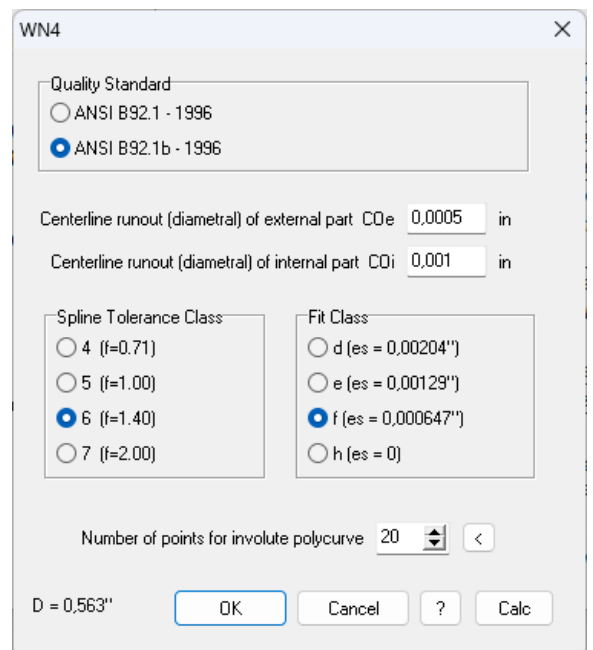 WN4
Quality Standard
ANSI B92.1 - 1996
ANSI B92.1b - 1996
Centerline runout (diametral) of external part COe 0,0005 in
Centerline runout (diametral) of internal part COi 0,001 in
Spline Tolerance Class Fit Class
4 (f=0.71) d (es = 0,00204")
5 (f=1.00) e (es = 0,00129")
6 (f=1.40) f (es = 0,000647")
7 (f=2.00) h (es = 0)
Number of points for involute polycurve 20 <
D = 0,563" OK Cancel ? Calc